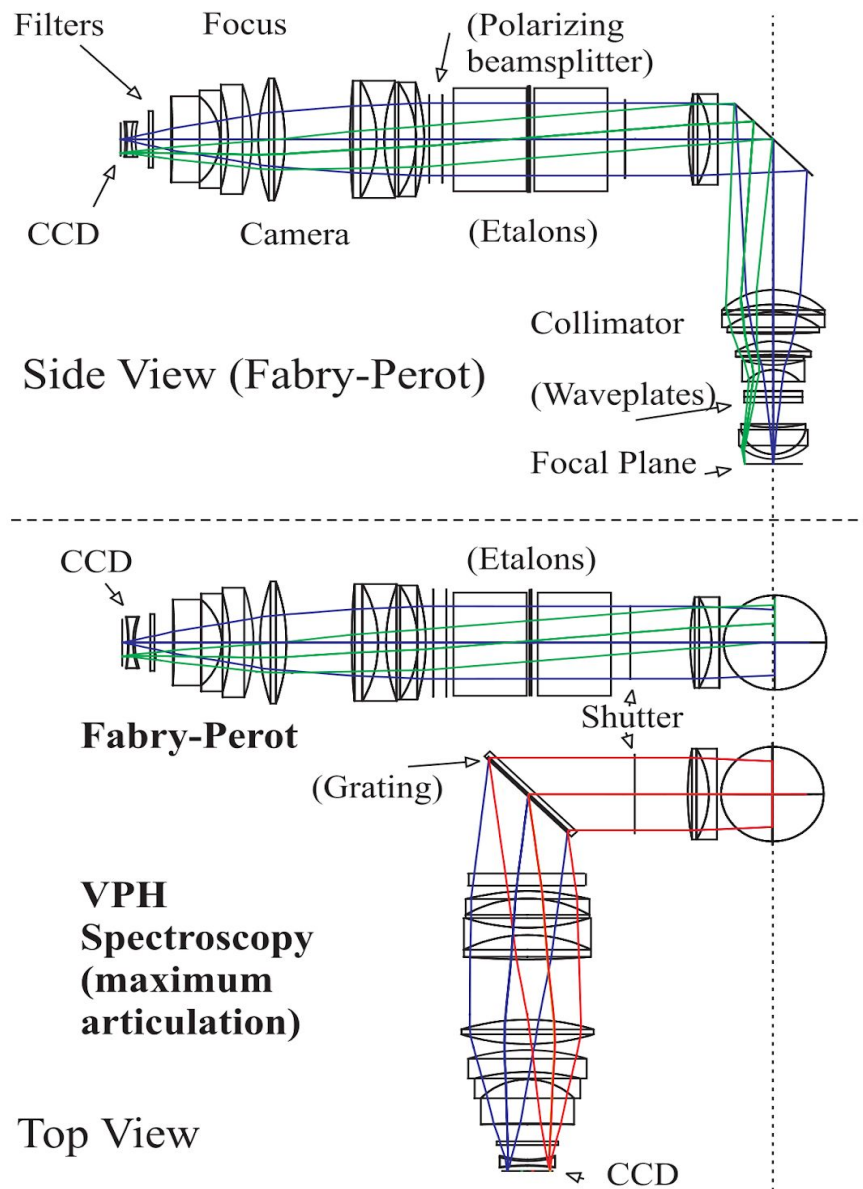 Filters
Focus
(Polarizing
beamsplitter)
CCD
Camera
(Etalons)
Collimator
Side View (Fabry-Perot)
(Waveplates)
Focal Plane
CCD
(Etalons)
Fabry-Perot
Shutter
(Grating)
VPH
Spectroscopy
(maximum
articulation)
Top View
CCD